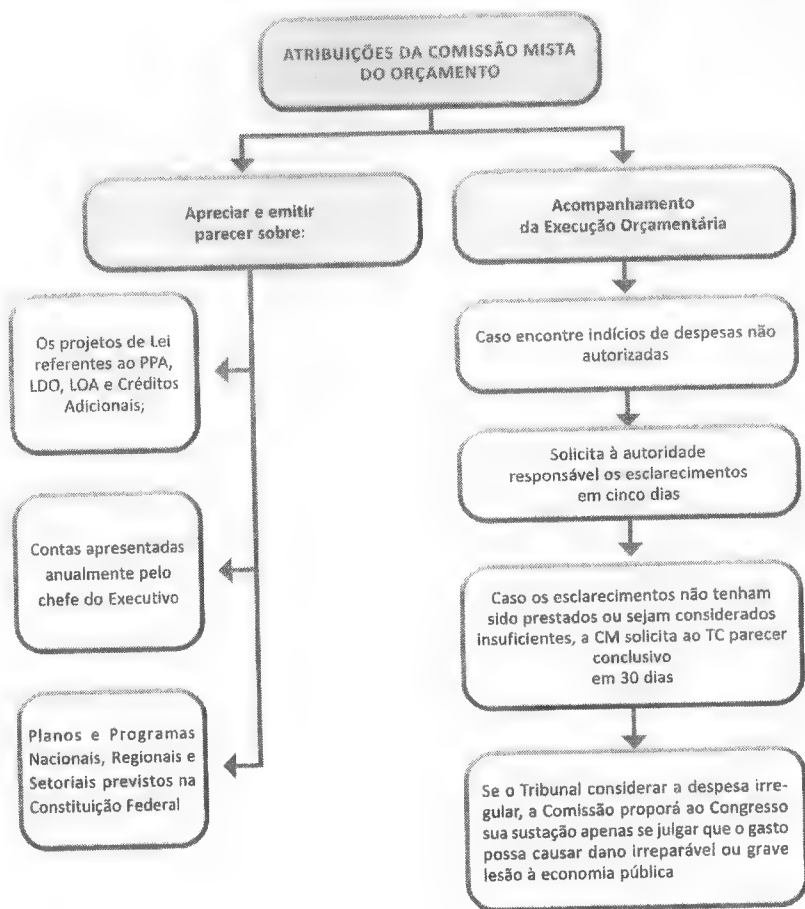 ATRIBUIÇÕES DA COMISSÃO MISTA
DO ORÇAMENTO
Apreciar e emitir
parecer sobre:
Os projetos de Lei
referentes ao PPA,
LDO, LOA e Créditos
Adicionais;
Contas apresentadas
anualmente pelo
chefe do Executivo
Planos e Programas
Nacionais, Regionais e
Setoriais previstos na
Constituição Federal
Acompanhamento
da Execução Orçamentária
Caso encontre indícios de despesas não
autorizadas
Solicita à autoridade
responsável os esclarecimentos
em cinco dias
Caso os esclarecimentos não tenham
sido prestados ou sejam considerados
insuficientes, a CM solicita ao TC parecer
conclusivo
em 30 dias
Se o Tribunal considerar a despesa irre-
gular, a Comissão proporá ao Congresso
sua sustação apenas se julgar que o gasto
possa causar dano irreparável ou grave
lesão à economia pública